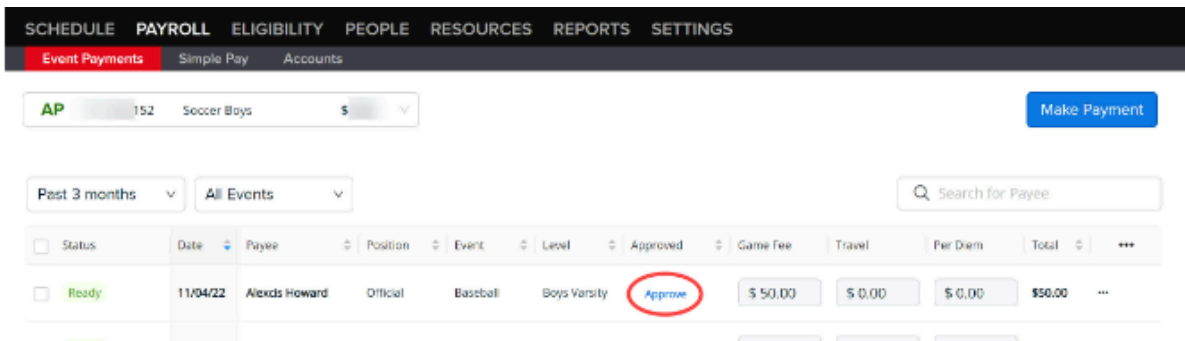 SCHEDULE PAYROLL ELIGIBILITY PEOPLE RESOURCES REPORTS SETTINGS
Event Payments Simple Pay Accounts
AP 152 Soccer Boys $
Make Payment
Past 3 months All Events Search for Payee
Status Date Payee Position Event Level Approved Game Fee Travel Per Diem Total •••
Ready 11/04/22 Alexcis Howard Official Baseball Boys Varsity Approve $ 50.00 $ 0.00 $ 0.00 $50.00 •••